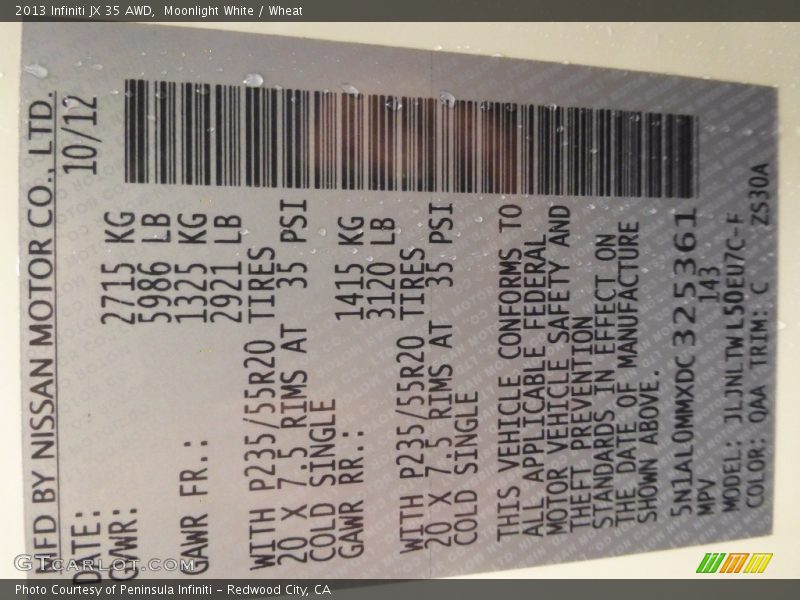 2013 Infiniti JX 35 AWD, Moonlight White / Wheat
MFD BY NISSAN MOTOR CO., LTD.
DATE: 10/12
GVWR: 2715 KG
5986 LB
GAWR FR.: 1325 KG
2921 LB
WITH P235/55R20 TIRES
20 X 7.5 RIMS AT 35 PSI
COLD SINGLE
GAWR RR.: 1415 KG
3120 LB
WITH P235/55R20 TIRES
20 X 7.5 RIMS AT 35 PSI
COLD SINGLE
THIS VEHICLE CONFORMS TO
ALL APPLICABLE FEDERAL
MOTOR VEHICLE SAFETY AND
THEFT PREVENTION
STANDARDS IN EFFECT ON
THE DATE OF MANUFACTURE
SHOWN ABOVE.
5N1AL0MMXDC325361
MPV 143
MODEL: JLJNLTWL50EU7C-F
COLOR: QAA TRIM: C ZS30A
GTcarlot.com
Photo Courtesy of Peninsula Infiniti – Redwood City, CA